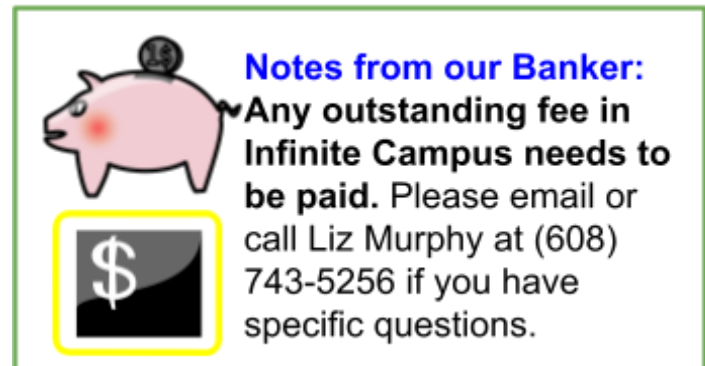 1$
Notes from our Banker:
Any outstanding fee in
Infinite Campus needs to
be paid. Please email or
call Liz Murphy at (608)
743-5256 if you have
specific questions.
$